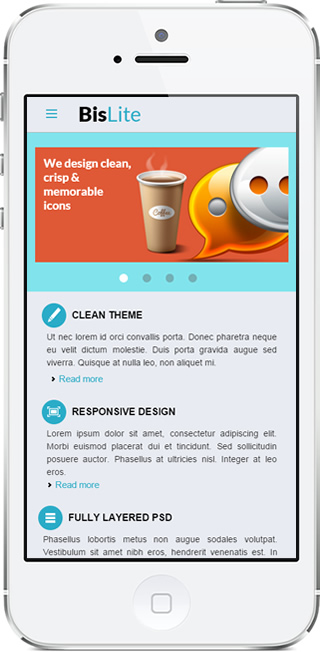 BisLite
We design clean,
crisp &
memorable
icons
Coffee
CLEAN THEME
Ut nec lorem id orci convallis porta. Donec pharetra neque
eu velit dictum molestie. Duis porta gravida augue sed
viverra. Quisque at nulla leo, non aliquet mi.
Read more
RESPONSIVE DESIGN
Lorem ipsum dolor sit amet, consectetur adipiscing elit.
Morbi euismod placerat dui et tincidunt. Sed sollicitudin
posuere auctor. Phasellus at ultricies nisl. Integer at leo
eros.
Read more
FULLY LAYERED PSD
Phasellus lobortis metus non augue sodales volutpat.
Vestibulum sit amet nibh eros, hendrerit venenatis est. In